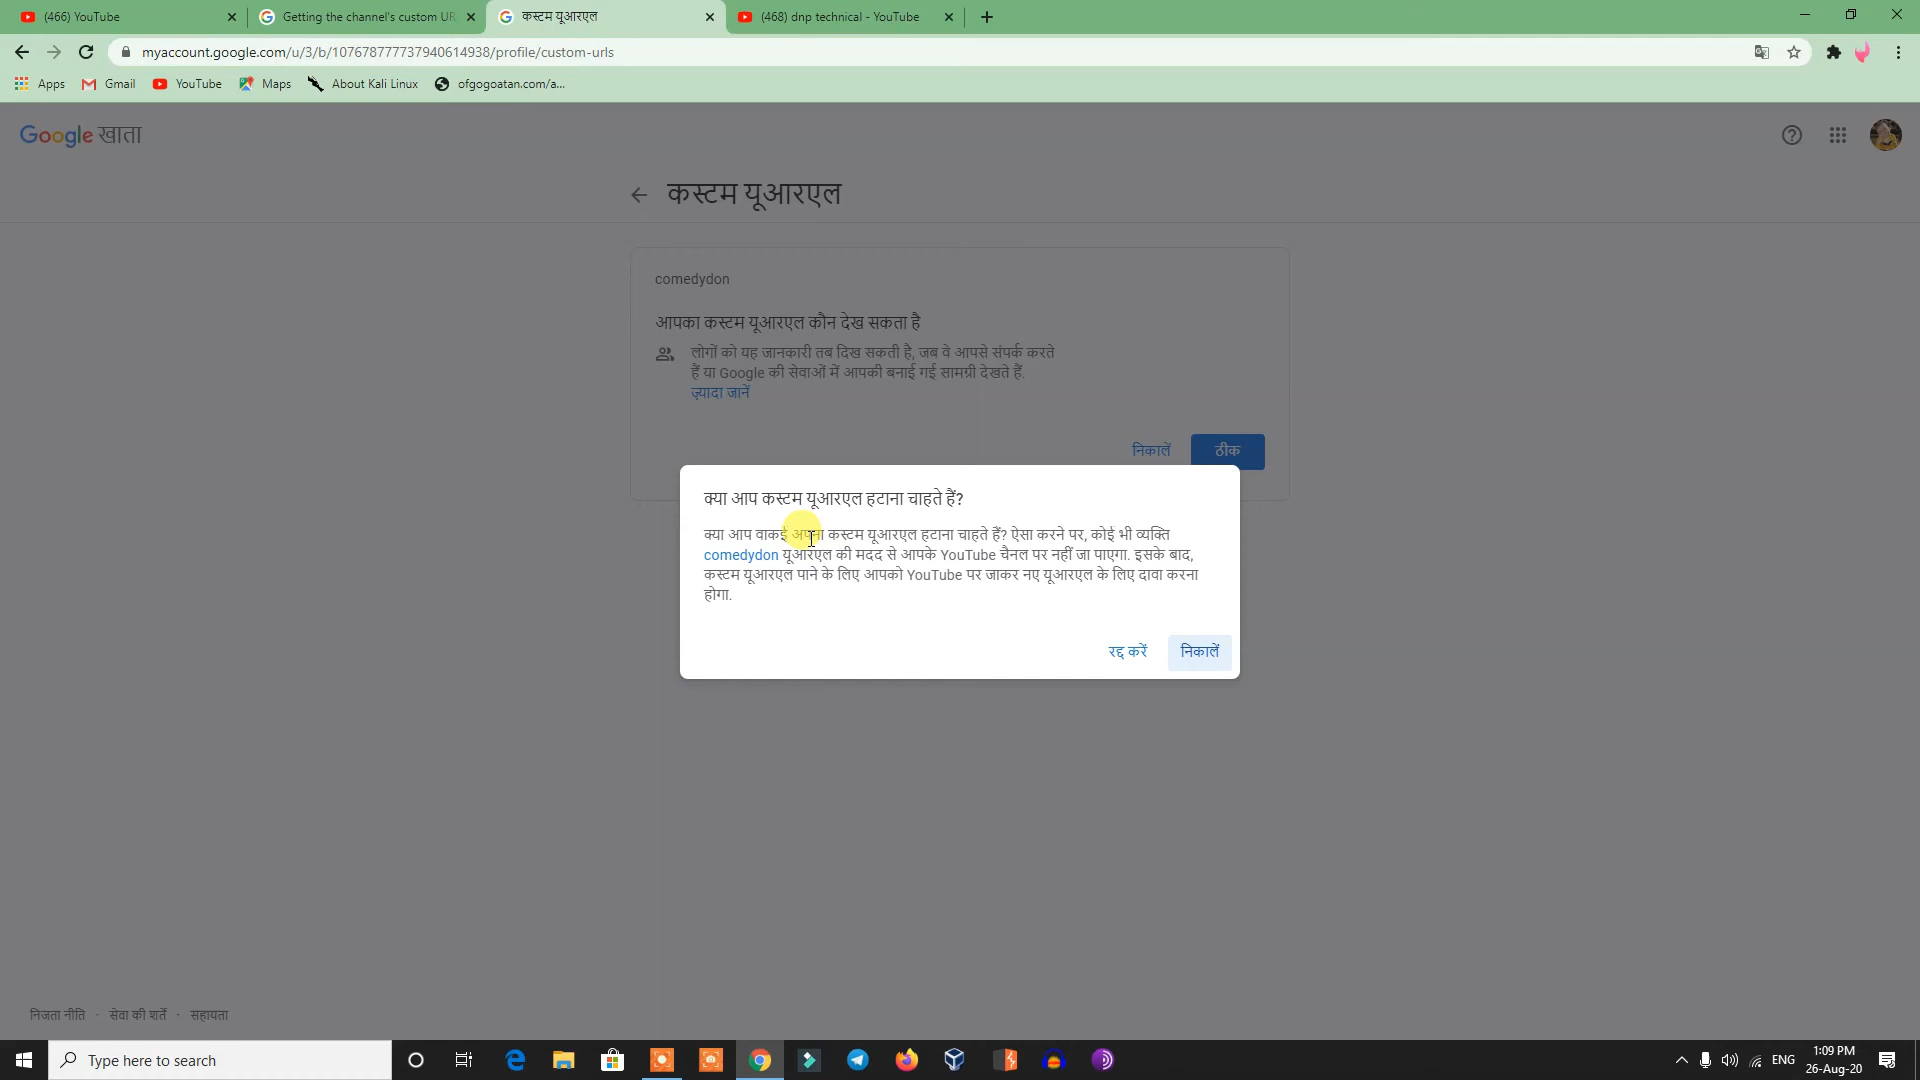 (466) YouTube
Getting the channel's custom UR
कस्टम यूआरएल
(468) dnp technical - YouTube
myaccount.google.com/u/3/b/107678777737940614938/profile/custom-urls
Apps
Gmail
YouTube
Maps
About Kali Linux
ofgogoatan.com/a...
Google खाता
कस्टम यूआरएल
comedydon
आपका कस्टम यूआरएल कौन देख सकता है
लोगों को यह जानकारी तब दिख सकती है, जब वे आपसे संपर्क करते
हैं या Google की सेवाओं में आपकी बनाई गई सामग्री देखते हैं.
ज़्यादा जानें
निकालें
ठीक
क्या आप कस्टम यूआरएल हटाना चाहते हैं?
क्या आप वाकई अपना कस्टम यूआरएल हटाना चाहते हैं? ऐसा करने पर, कोई भी व्यक्ति
comedydon यूआरएल की मदद से आपके YouTube चैनल पर नहीं जा पाएगा. इसके बाद,
कस्टम यूआरएल पाने के लिए आपको YouTube पर जाकर नए यूआरएल के लिए दावा करना
होगा.
रद्द करें
निकालें
निजता नीति · सेवा की शर्तें · सहायता
Type here to search
ENG
1:09 PM
26-Aug-20